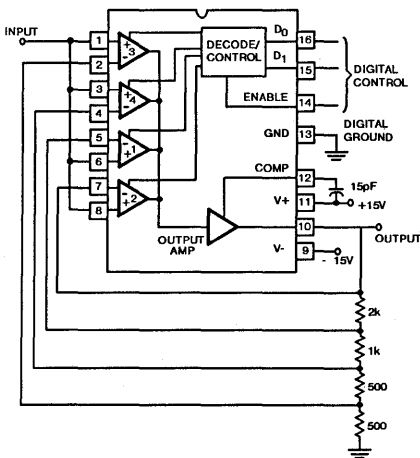 INPUT
1
2
3
4
5
6
7
8
+
3
-
+
4
-
-
1
+
-
2
+
DECODE/
CONTROL
D0
D1
ENABLE
GND
COMP
V+
V-
OUTPUT
AMP
16
15
14
13
12
11
10
9
DIGITAL
CONTROL
DIGITAL
GROUND
15pF
+15V
OUTPUT
- 15V
2k
1k
500
500